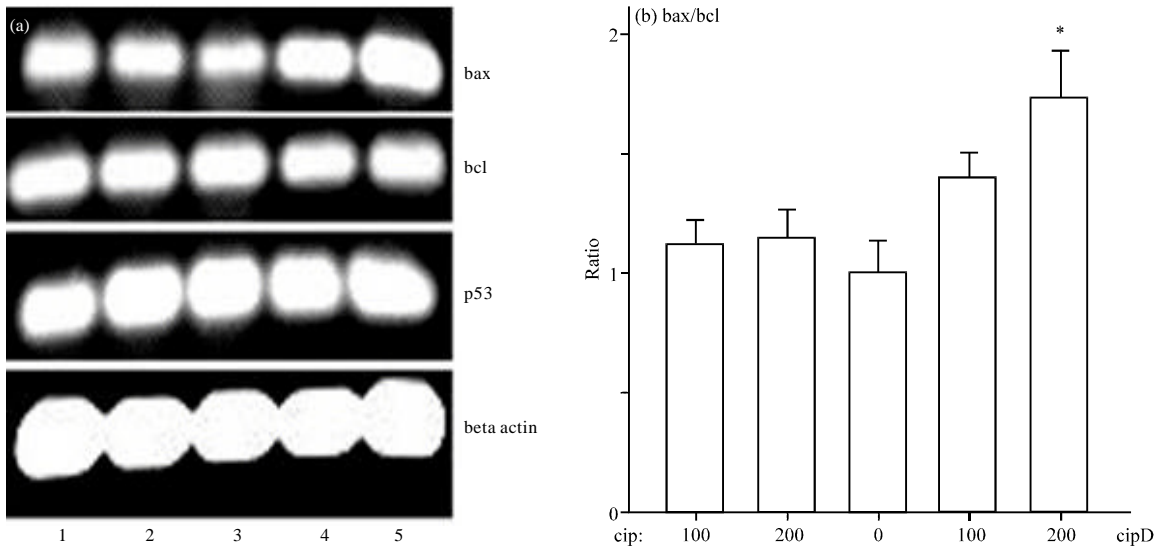 (a)
bax
bcl
p53
beta actin
1 2 3 4 5
(b) bax/bcl
*
2
1
0
Ratio
cip: 100 200 0 100 200 cipD